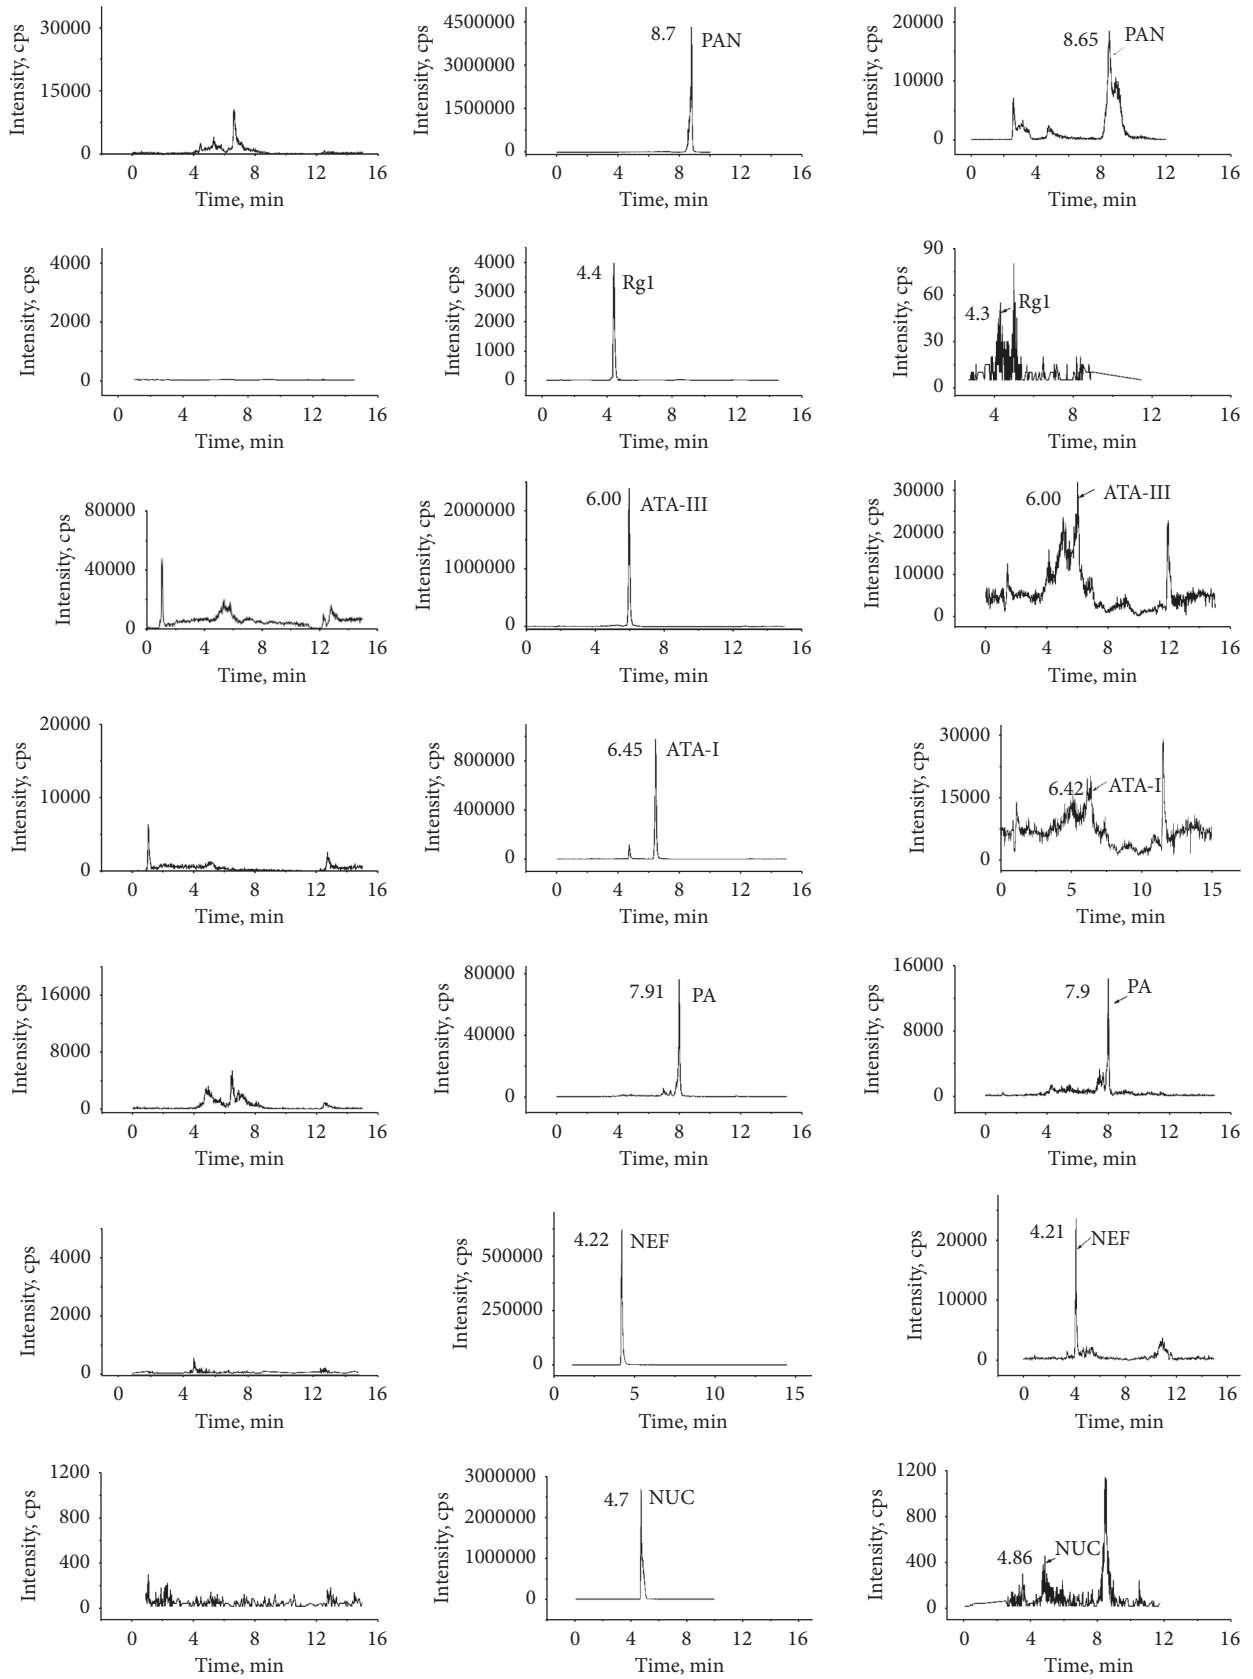 Intensity, cps
30000
15000
0
0 4 8 12 16
Time, min
Intensity, cps
4500000
3000000
1500000
0
8.7 PAN
0 4 8 12 16
Time, min
Intensity, cps
20000
10000
0
8.65 PAN
0 4 8 12 16
Time, min
Intensity, cps
4000
2000
0
0 4 8 12 16
Time, min
Intensity, cps
4000
3000
2000
1000
0
4.4 Rg1
0 4 8 12 16
Time, min
Intensity, cps
90
60
30
0
4.3 Rg1
4 8 12 16
Time, min
Intensity, cps
80000
40000
0
0 4 8 12 16
Time, min
Intensity, cps
2000000
1000000
0
6.00 ATA-III
0 4 8 12 16
Time, min
Intensity, cps
30000
20000
10000
0
6.00 ATA-III
0 4 8 12 16
Time, min
Intensity, cps
20000
10000
0
0 4 8 12 16
Time, min
Intensity, cps
800000
400000
0
6.45 ATA-I
0 4 8 12 16
Time, min
Intensity, cps
30000
15000
0
6.42 ATA-I
0 5 10 15
Time, min
Intensity, cps
16000
8000
0
0 4 8 12 16
Time, min
Intensity, cps
80000
40000
0
7.91 PA
0 4 8 12 16
Time, min
Intensity, cps
16000
8000
0
7.9 PA
0 4 8 12 16
Time, min
Intensity, cps
4000
2000
0
0 4 8 12 16
Time, min
Intensity, cps
500000
250000
0
4.22 NEF
0 5 10 15
Time, min
Intensity, cps
20000
10000
0
4.21 NEF
0 4 8 12 16
Time, min
Intensity, cps
1200
800
400
0
0 4 8 12 16
Time, min
Intensity, cps
3000000
2000000
1000000
0
4.7 NUC
0 4 8 12 16
Time, min
Intensity, cps
1200
800
400
0
4.86 NUC
0 4 8 12 16
Time, min